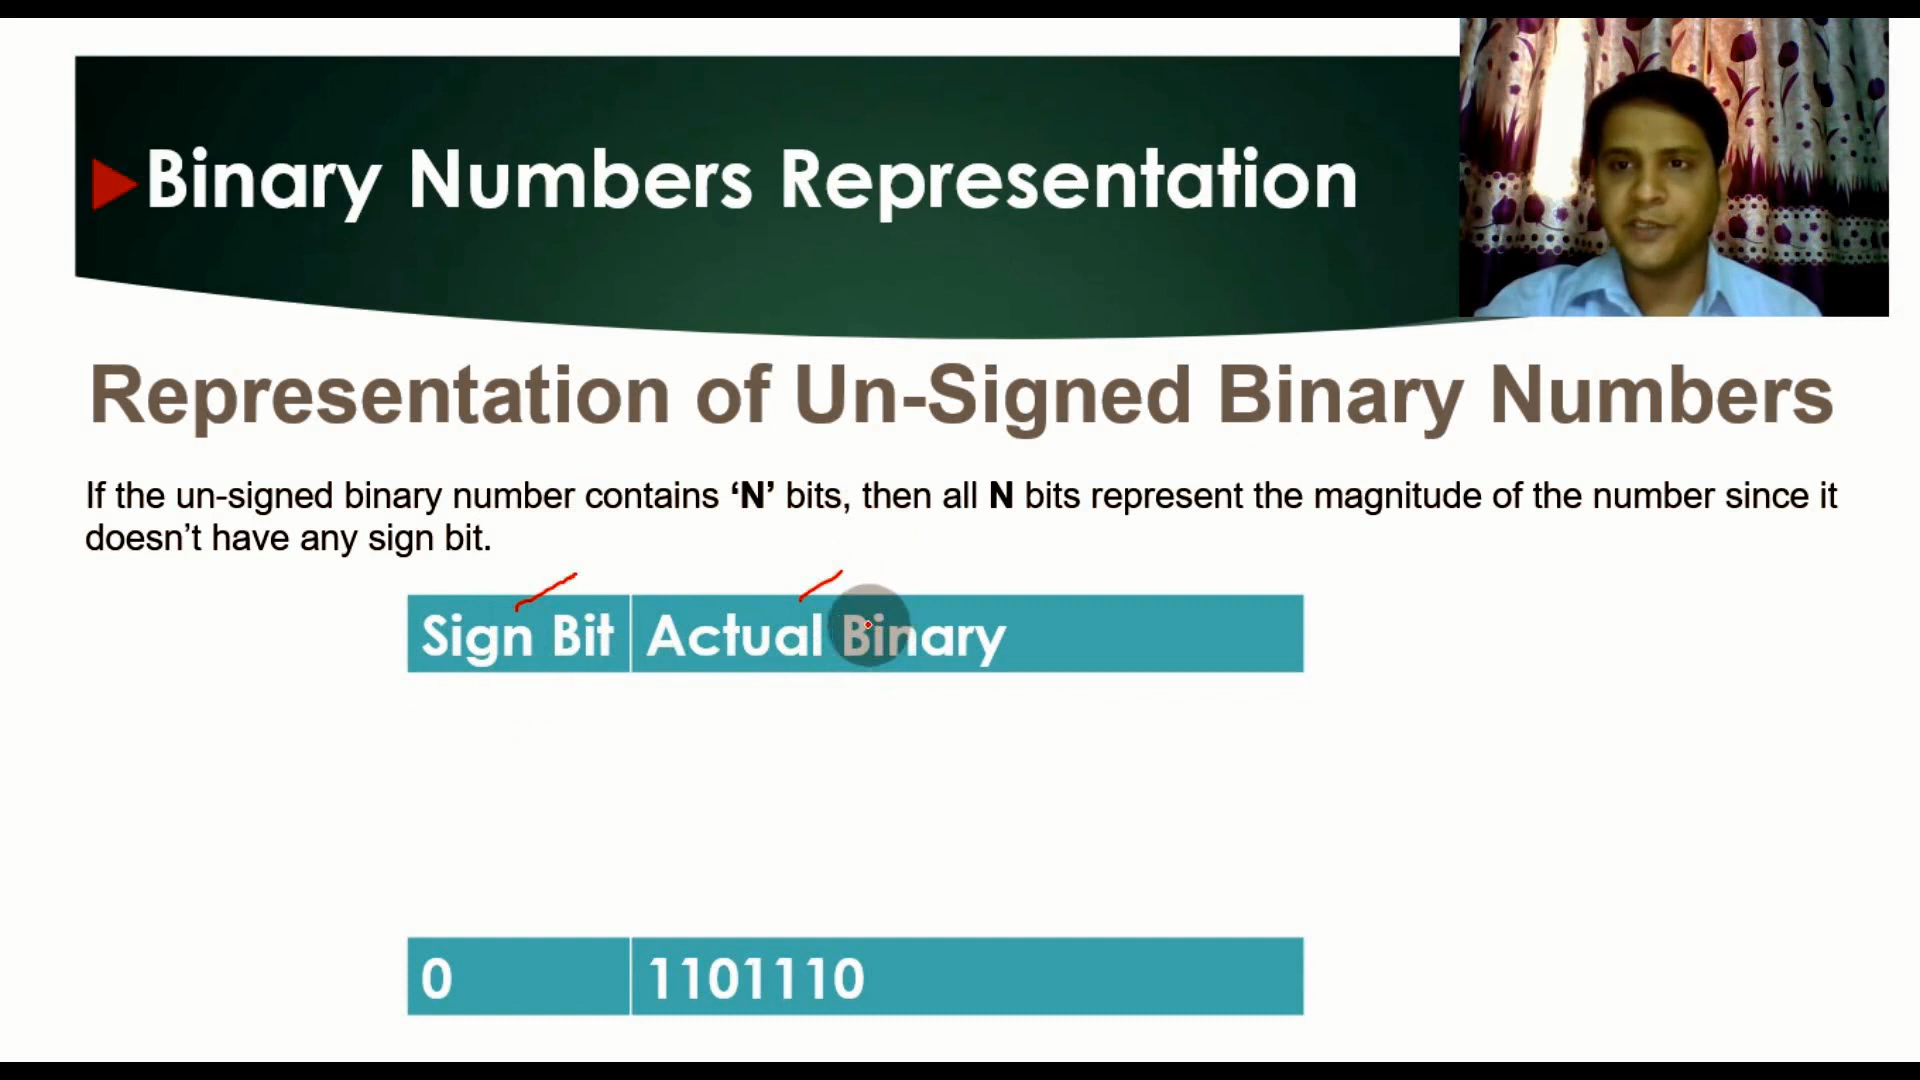 Binary Numbers Representation
Representation of Un-Signed Binary Numbers
If the un-signed binary number contains ‘N’ bits, then all N bits represent the magnitude of the number since it
doesn’t have any sign bit.
Sign Bit Actual Binary
0 1101110